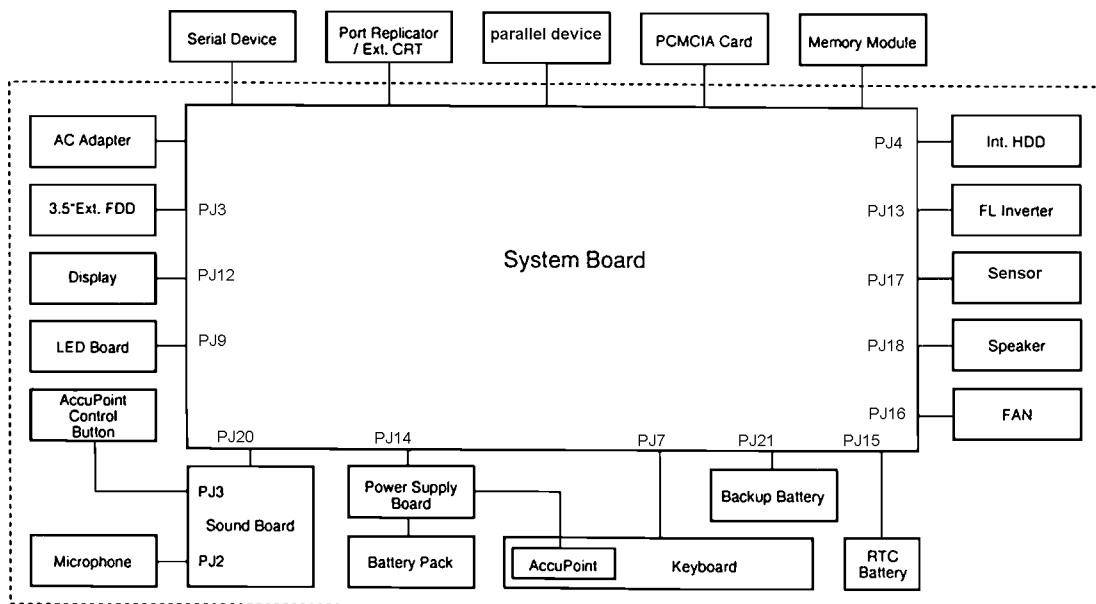 Serial Device
Port Replicator
/ Ext. CRT
parallel device
PCMCIA Card
Memory Module
AC Adapter
PJ4
Int. HDD
3.5"Ext. FDD
PJ3
PJ13
FL Inverter
System Board
Display
PJ12
PJ17
Sensor
LED Board
PJ9
PJ18
Speaker
AccuPoint
Control
Button
PJ16
FAN
PJ20
PJ14
PJ7
PJ21
PJ15
PJ3
Sound Board
PJ2
Power Supply
Board
Backup Battery
Microphone
Battery Pack
AccuPoint
Keyboard
RTC
Battery